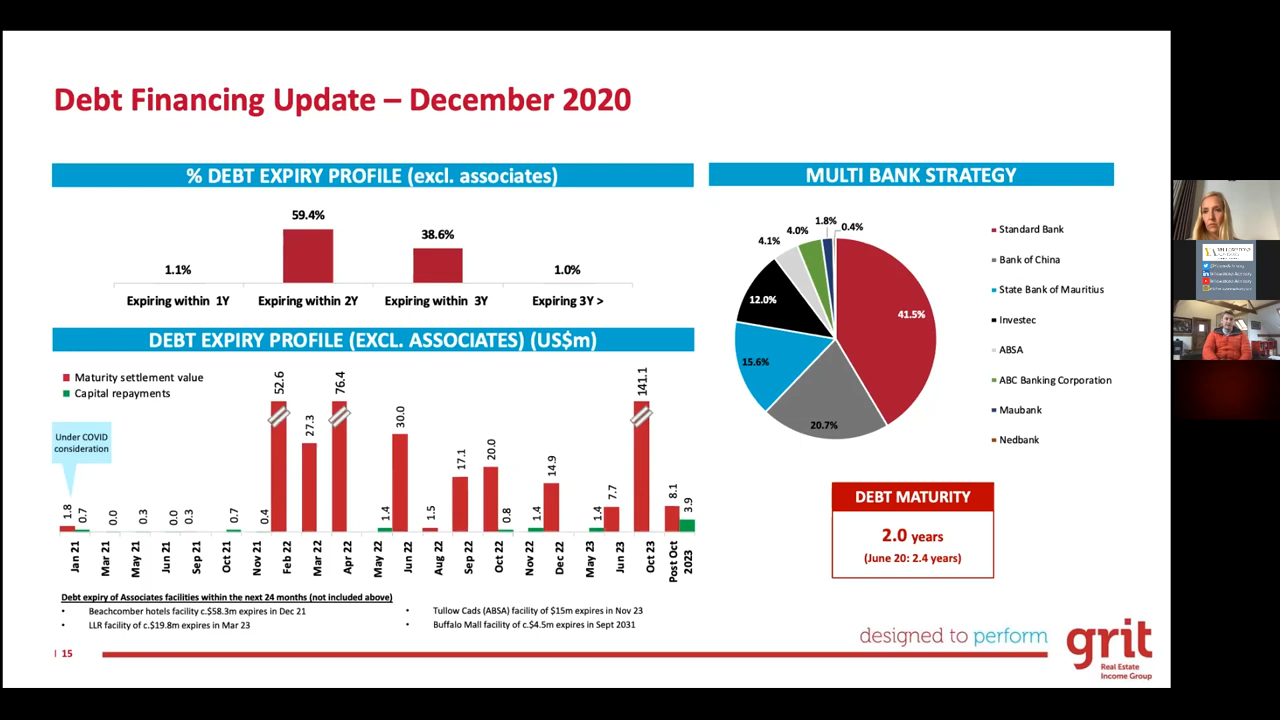 Debt Financing Update – December 2020
% DEBT EXPIRY PROFILE (excl. associates)
59.4%
38.6%
1.1%
1.0%
Expiring within 1Y
Expiring within 2Y
Expiring within 3Y
Expiring 3Y >
DEBT EXPIRY PROFILE (EXCL. ASSOCIATES) (US$m)
Maturity settlement value
Capital repayments
Under COVID
consideration
1.8
0.7
0.0
0.3
0.0
0.3
0.7
0.4
52.6
27.3
76.4
1.4
30.0
1.5
17.1
20.0
0.8
1.4
14.9
1.4
7.7
141.1
8.1
3.9
Jan 21
Mar 21
May 21
Jun 21
Sep 21
Oct 21
Nov 21
Feb 22
Mar 22
Apr 22
May 22
Jun 22
Aug 22
Sep 22
Oct 22
Nov 22
Dec 22
May 23
Jun 23
Oct 23
Post Oct
2023
Debt expiry of Associates facilities within the next 24 months (not included above)
• Beachcomber hotels facility c.$58.3m expires in Dec 21
• LLR facility of c.$19.8m expires in Mar 23
• Tullow Cads (ABSA) facility of $15m expires in Nov 23
• Buffalo Mall facility of c.$4.5m expires in Sept 2031
MULTI BANK STRATEGY
41.5%
20.7%
15.6%
12.0%
4.1%
4.0%
1.8%
0.4%
Standard Bank
Bank of China
State Bank of Mauritius
Investec
ABSA
ABC Banking Corporation
Maubank
Nedbank
DEBT MATURITY
2.0 years
(June 20: 2.4 years)
designed to perform
grit
Real Estate
Income Group
| 15